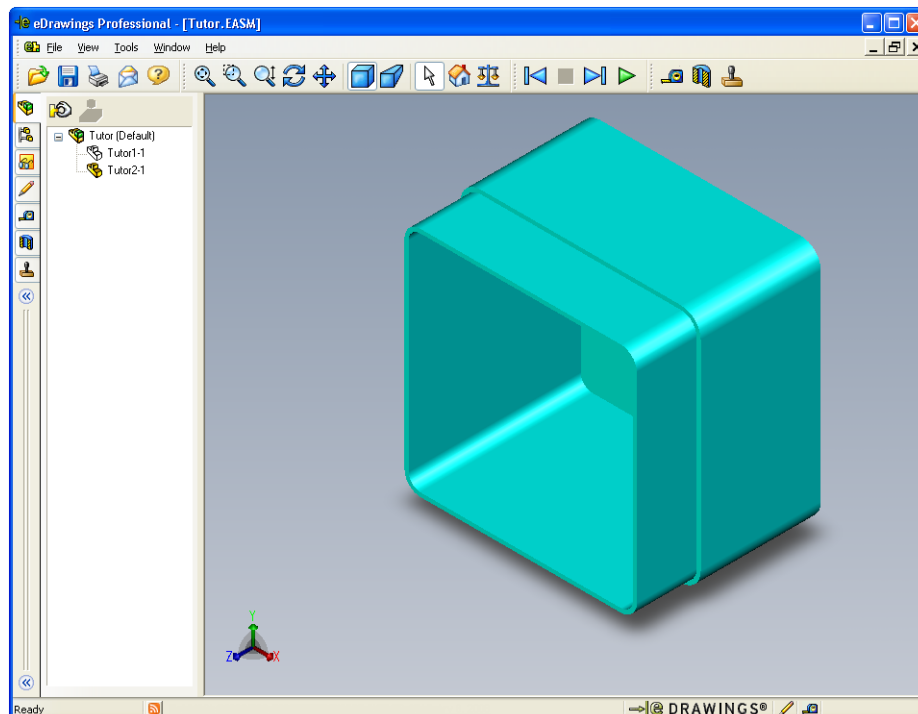 eDrawings Professional - [Tutor.EASM]
File View Tools Window Help
Tutor (Default)
Tutor1-1
Tutor2-1
Y
Z X
Ready
e DRAWINGS®